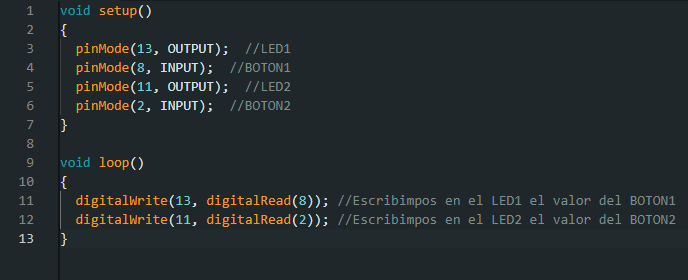 1 void setup()
2 {
3 pinMode(13, OUTPUT);  //LED1
4 pinMode(8, INPUT);  //BOTON1
5 pinMode(11, OUTPUT);  //LED2
6 pinMode(2, INPUT);  //BOTON2
7 }
8
9 void loop()
10 {
11 digitalWrite(13, digitalRead(8)); //Escribimpos en el LED1 el valor del BOTON1
12 digitalWrite(11, digitalRead(2)); //Escribimpos en el LED2 el valor del BOTON2
13 }